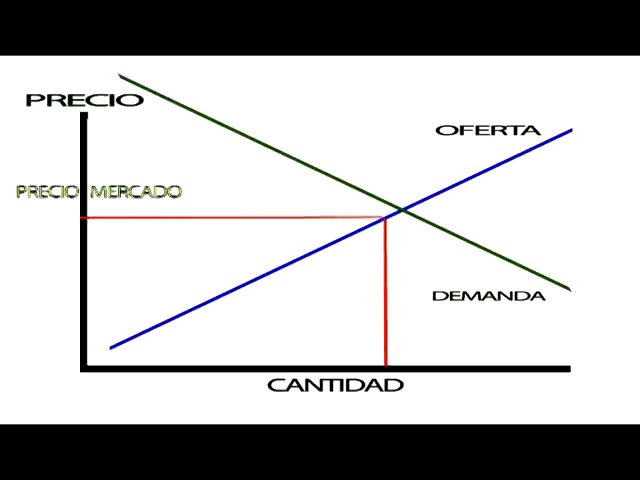 PRECIO
OFERTA
PRECIO MERCADO
DEMANDA
CANTIDAD